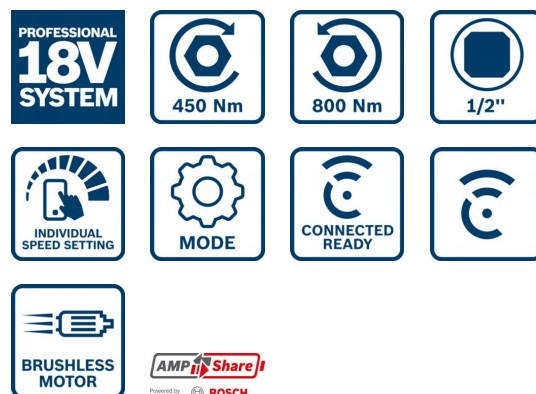 PROFESSIONAL
18V
SYSTEM
450 Nm
800 Nm
1/2"
INDIVIDUAL
SPEED SETTING
MODE
CONNECTED
READY
BRUSHLESS
MOTOR
AMP Share
Powered by BOSCH